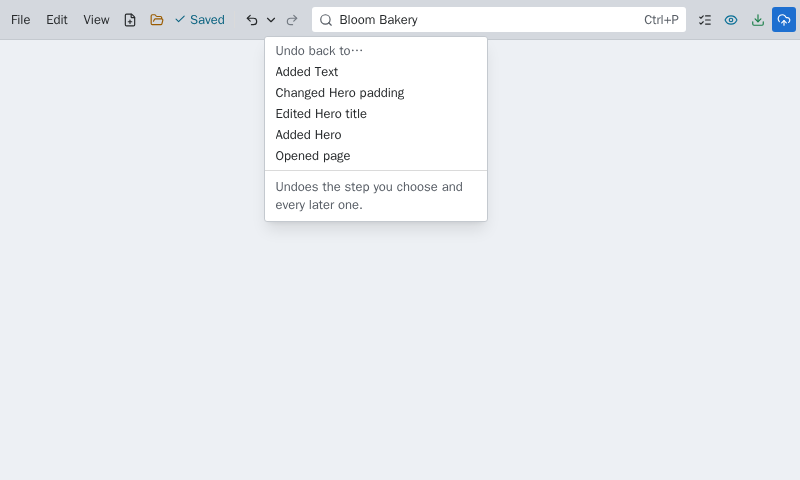 File Edit View Saved Bloom Bakery Ctrl+P
Undo back to⋯
Added Text
Changed Hero padding
Edited Hero title
Added Hero
Opened page
Undoes the step you choose and
every later one.